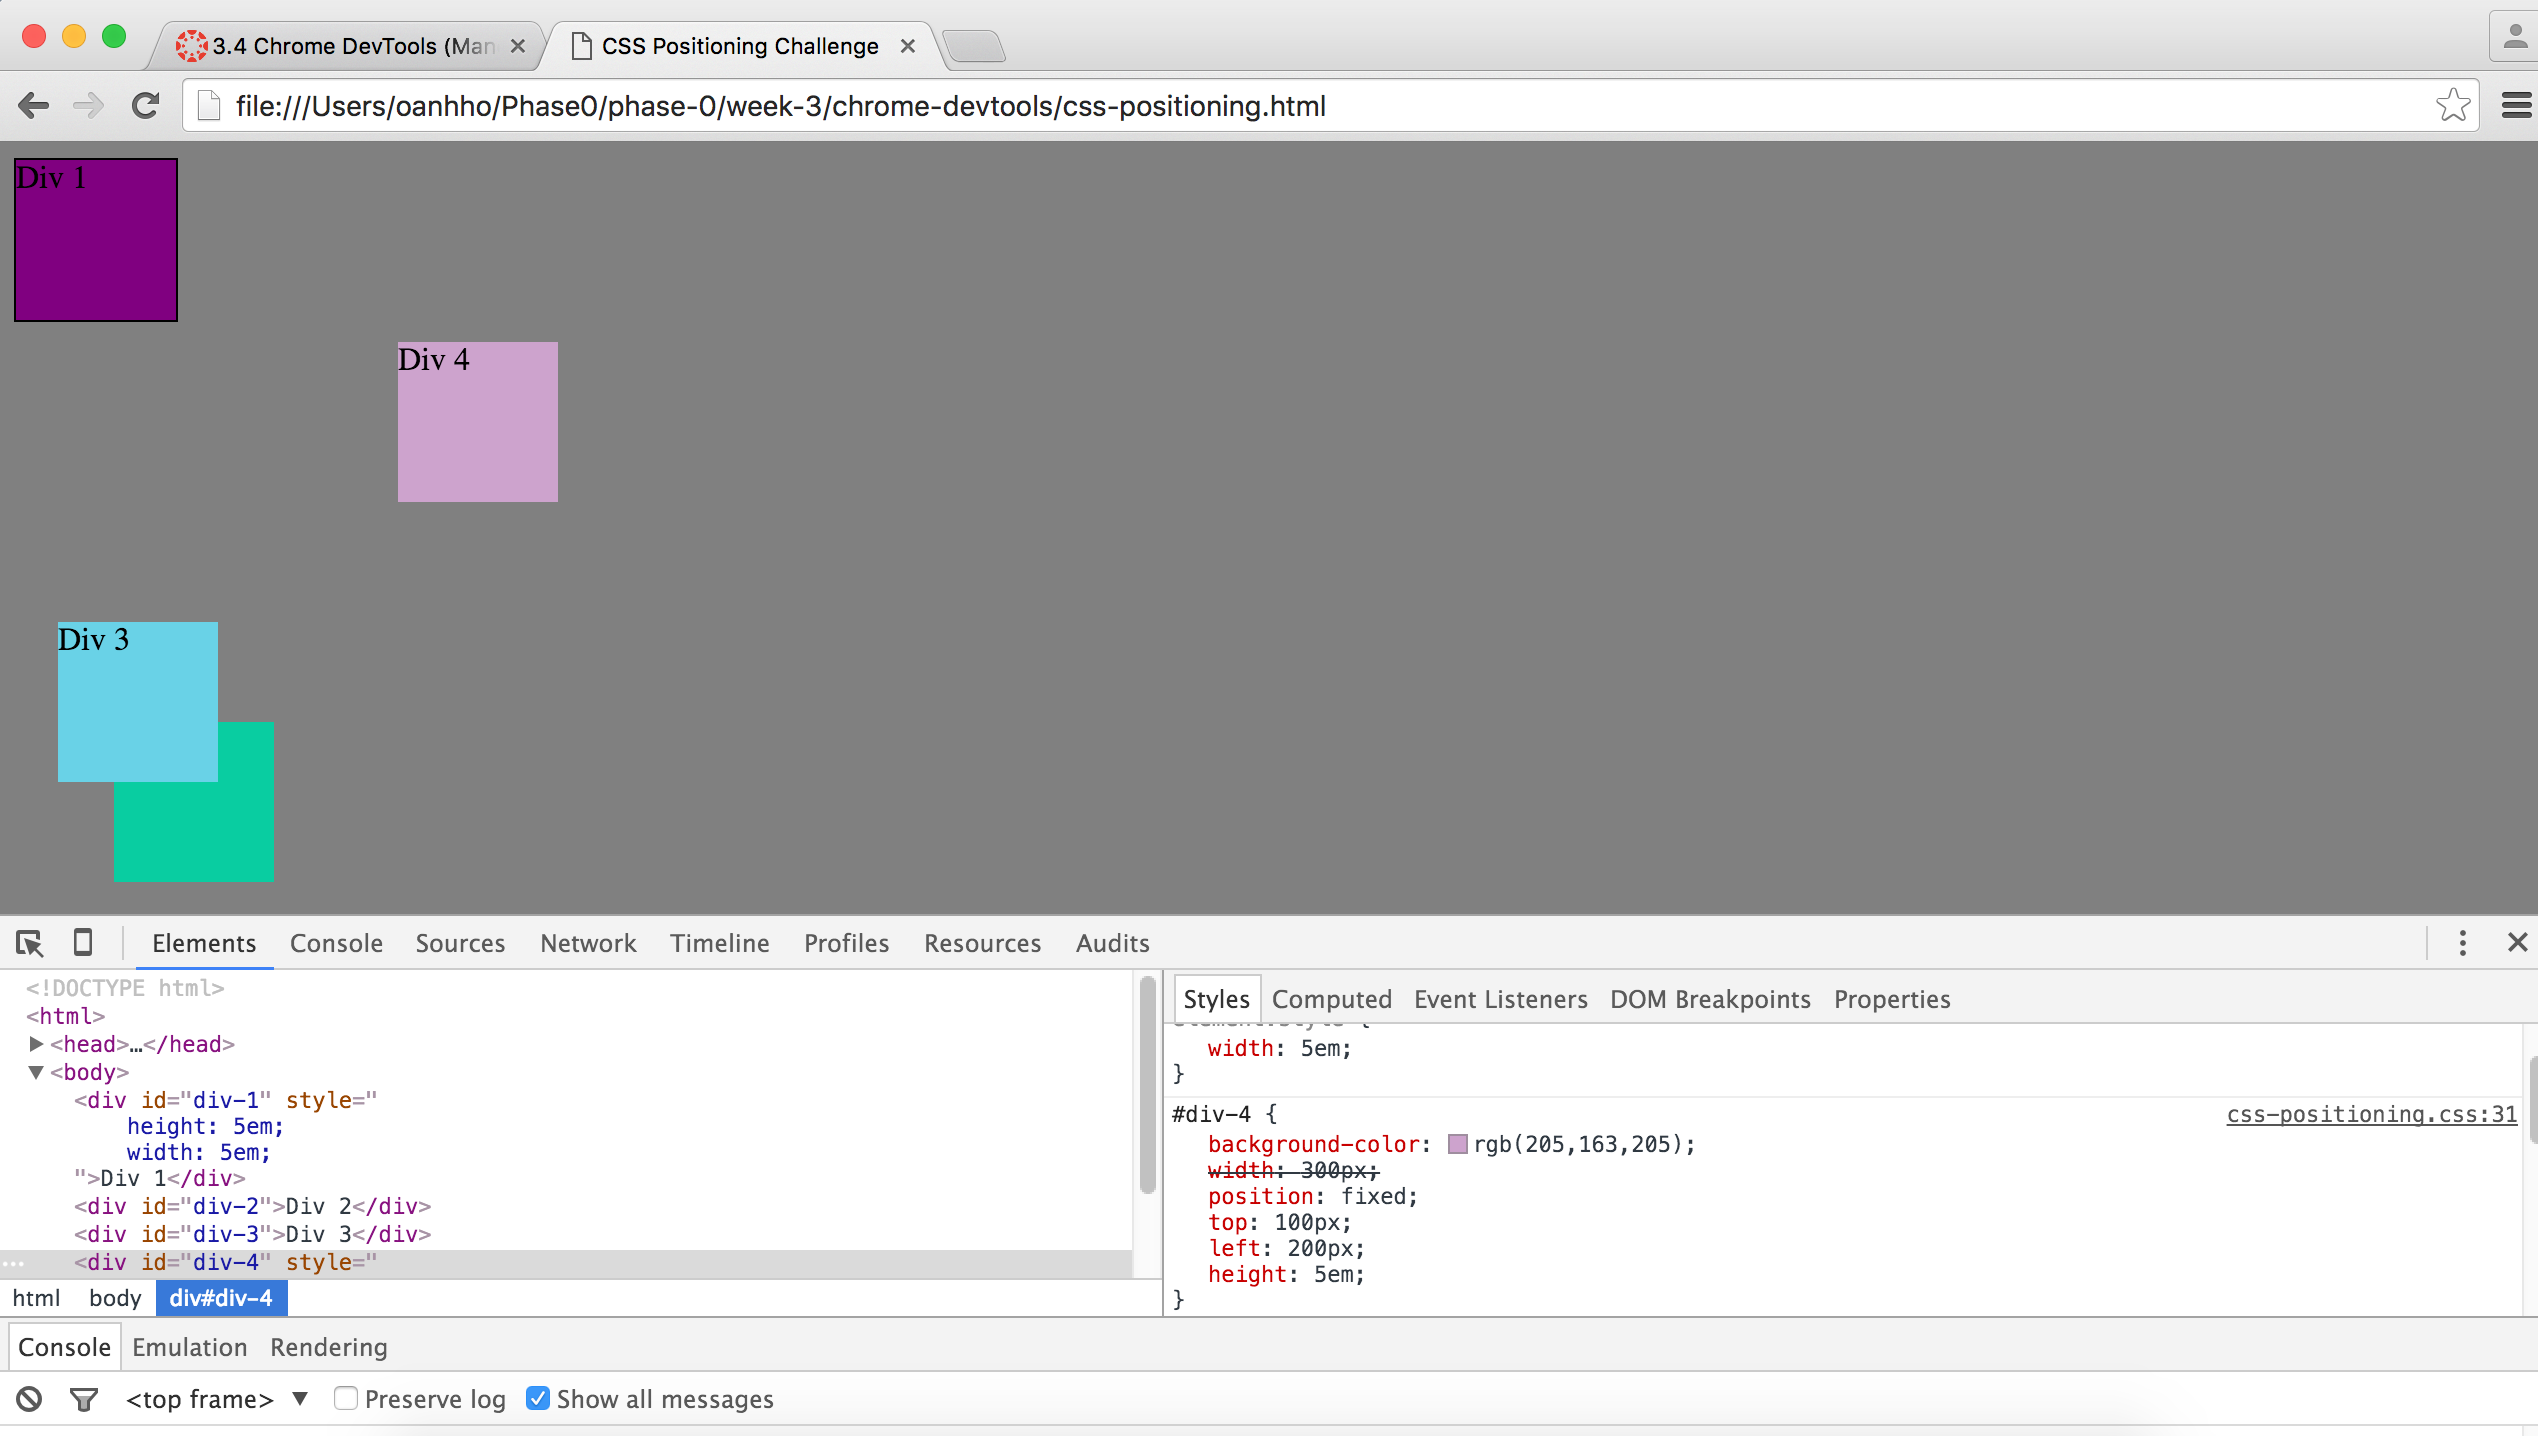 3.4 Chrome DevTools (Man
CSS Positioning Challenge
file:///Users/oanhho/Phase0/phase-0/week-3/chrome-devtools/css-positioning.html
Div 1
Div 4
Div 3
Elements Console Sources Network Timeline Profiles Resources Audits
<!DOCTYPE html>
<html>
<head>…</head>
<body>
<div id="div-1" style="
height: 5em;
width: 5em;
">Div 1</div>
<div id="div-2">Div 2</div>
<div id="div-3">Div 3</div>
<div id="div-4" style="
html body div#div-4
Styles Computed Event Listeners DOM Breakpoints Properties
element.style {
width: 5em;
}
#div-4 { css-positioning.css:31
background-color: rgb(205,163,205);
width: 300px;
position: fixed;
top: 100px;
left: 200px;
height: 5em;
}
Console Emulation Rendering
<top frame> ▼ Preserve log Show all messages